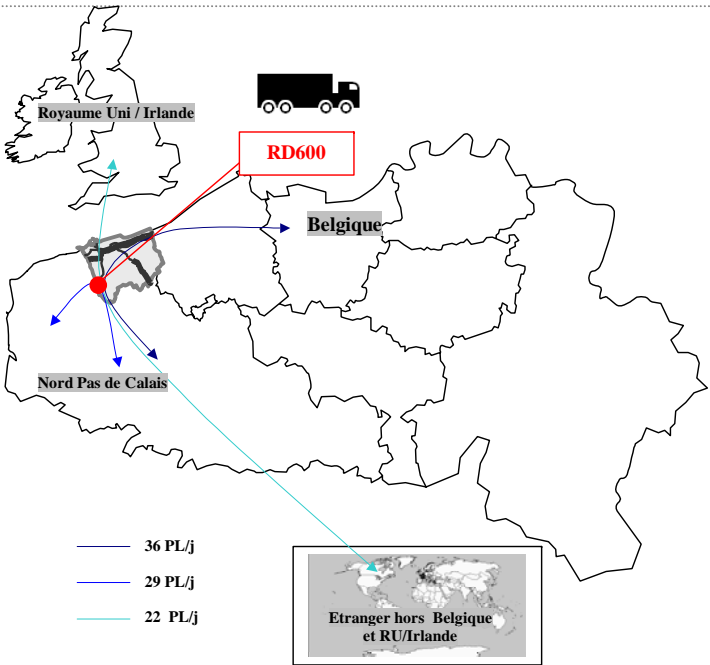 Royaume Uni / Irlande
RD600
Belgique
Nord Pas de Calais
36 PL/j
29 PL/j
22 PL/j
Etranger hors Belgique
et RU/Irlande